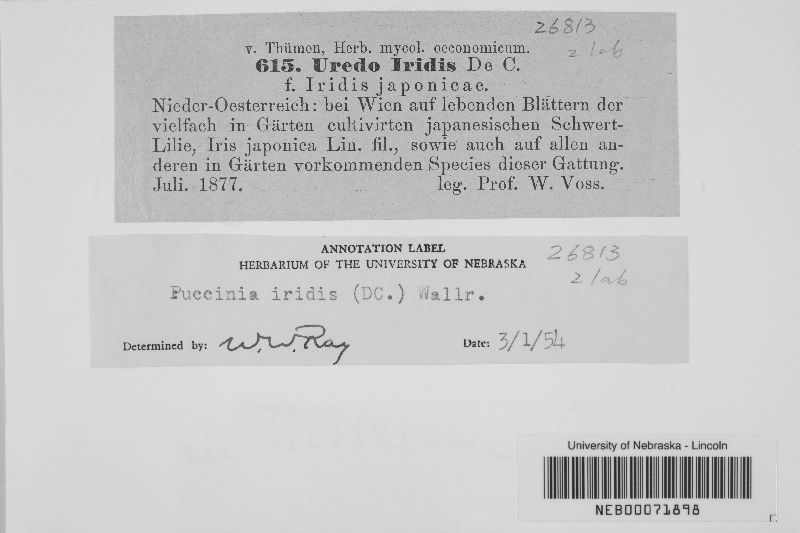 26813
2 lab
v. Thümen, Herb. mycol. oeconomicum.
615. Uredo Iridis De C.
f. Iridis japonicae.
Nieder-Oesterreich: bei Wien auf lebenden Blättern der
vielfach in Gärten cultivirten japanesischen Schwert-
Lilie, Iris japonica Lin. fil., sowie auch auf allen an-
deren in Gärten vorkommenden Species dieser Gattung.
Juli. 1877. leg. Prof. W. Voss.
ANNOTATION LABEL
HERBARIUM OF THE UNIVERSITY OF NEBRASKA
26813
2 lab
Puccinia iridis (DC.) Wallr.
Determined by: W.W. Ray Date: 3/1/54
University of Nebraska - Lincoln
NEB00071898